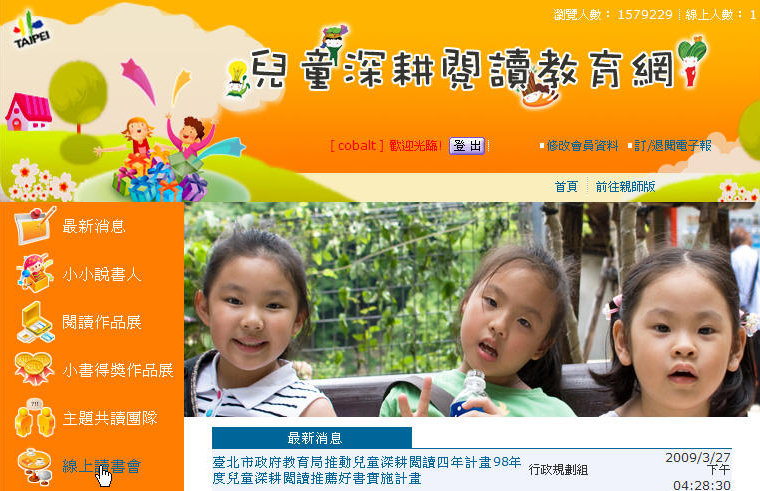 瀏覽人數：1579229 | 線上人數：1
TAIPEI
兒童深耕閱讀教育網
[ cobalt ] 歡迎光臨! 登出
修改會員資料 訂/退閱電子報
首頁 前往親師版
最新消息
小小說書人
閱讀作品展
小書得獎作品展
?!!
主題共讀團隊
線上讀書會
最新消息
臺北市政府教育局推動兒童深耕閱讀四年計畫98年
度兒童深耕閱讀推薦好書實施計畫
行政規劃組
2009/3/27
下午
04:28:30